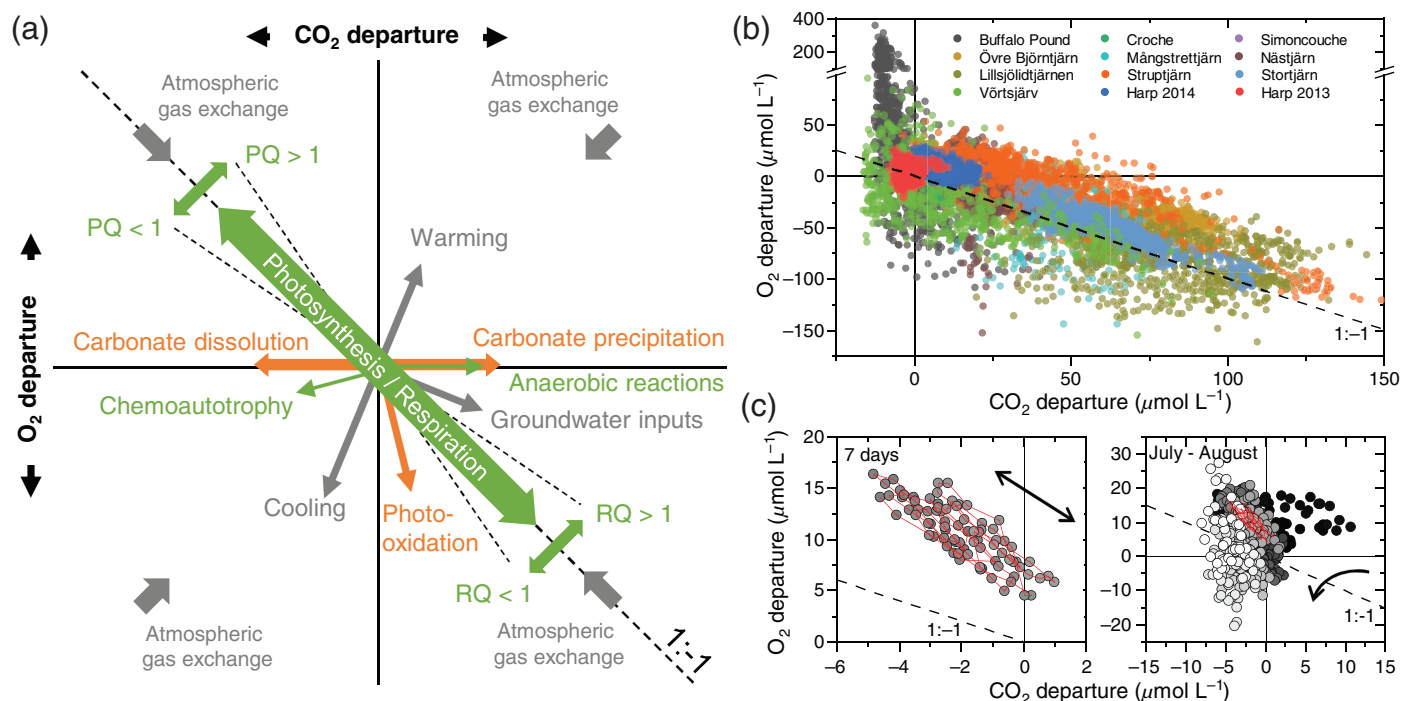 (a)
CO2 departure
Atmospheric
gas exchange
Atmospheric
gas exchange
PQ > 1
PQ < 1
Warming
Photosynthesis / Respiration
O2 departure
Carbonate dissolution
Carbonate precipitation
Anaerobic reactions
Chemoautotrophy
Groundwater inputs
Cooling
Photo-
oxidation
RQ > 1
RQ < 1
Atmospheric
gas exchange
Atmospheric
gas exchange
1:-1
(b)
400
300
200
50
25
0
−50
−100
−150
O2 departure (µmol L−1)
Buffalo Pound
Övre Björntjärn
Lillsjölidtjärnen
Võrtsjärv
Croche
Mångstrettjärn
Struptjärn
Harp 2014
Simoncouche
Nästjärn
Stortjärn
Harp 2013
1:−1
0 50 100 150
CO2 departure (µmol L−1)
(c)
20
15
10
5
0
O2 departure (µmol L−1)
7 days
1:−1
−6 −4 −2 0 2
July - August
30
20
10
0
−10
−20
1:-1
−15 −10 −5 0 5 10 15
CO2 departure (µmol L−1)